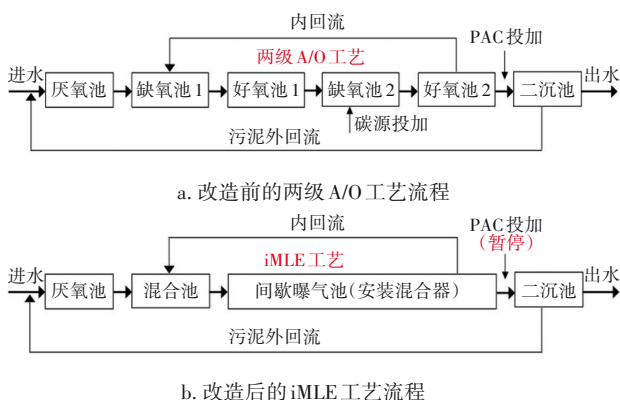 内回流
PAC投加
两级A/O工艺
进水
厌氧池
缺氧池1
好氧池1
缺氧池2
好氧池2
二沉池
出水
碳源投加
污泥外回流
a. 改造前的两级A/O工艺流程
内回流
PAC投加
(暂停)
iMLE工艺
进水
厌氧池
混合池
间歇曝气池(安装混合器)
二沉池
出水
污泥外回流
b. 改造后的iMLE工艺流程